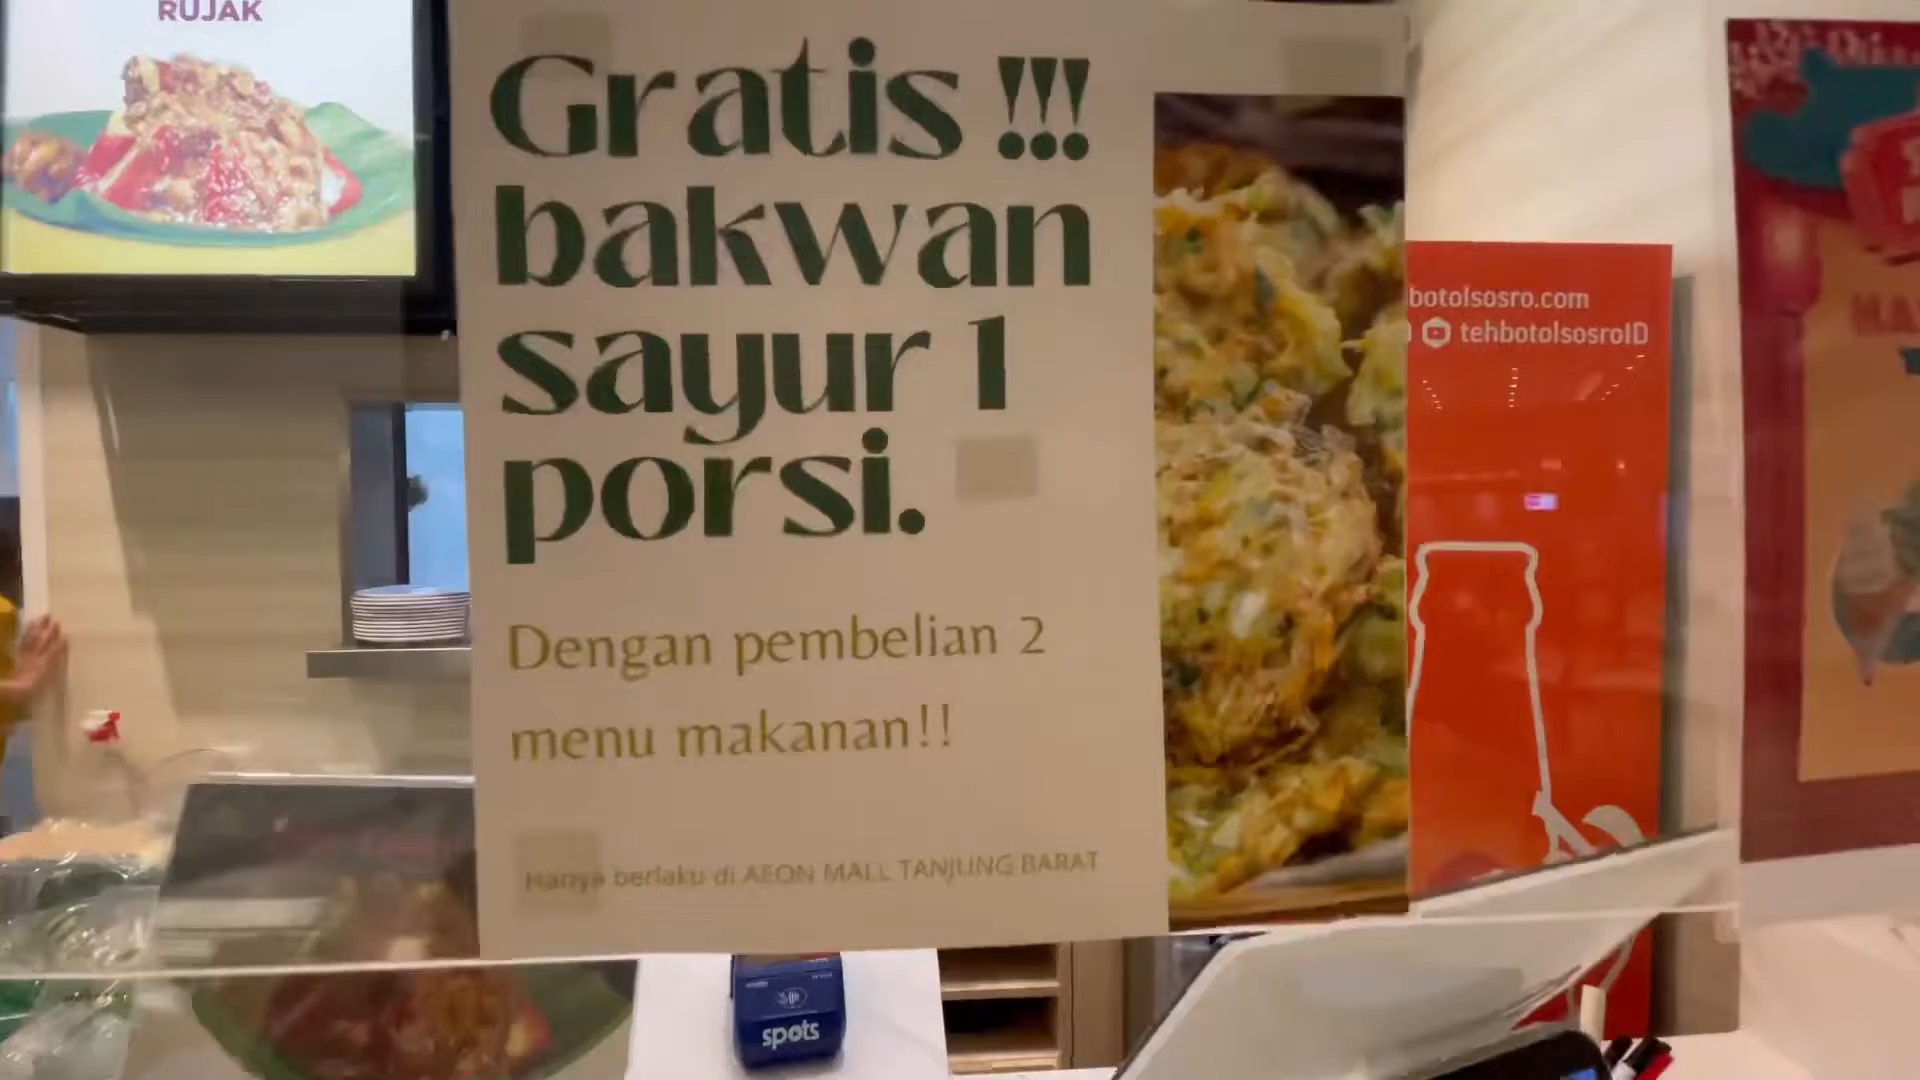 RUJAK
Gratis !!!
bakwan
sayur 1
porsi.
Dengan pembelian 2
menu makanan!!
Hanya berlaku di AEON MALL TANJUNG BARAT
botolsosro.com
tehbotolsosroID
spots